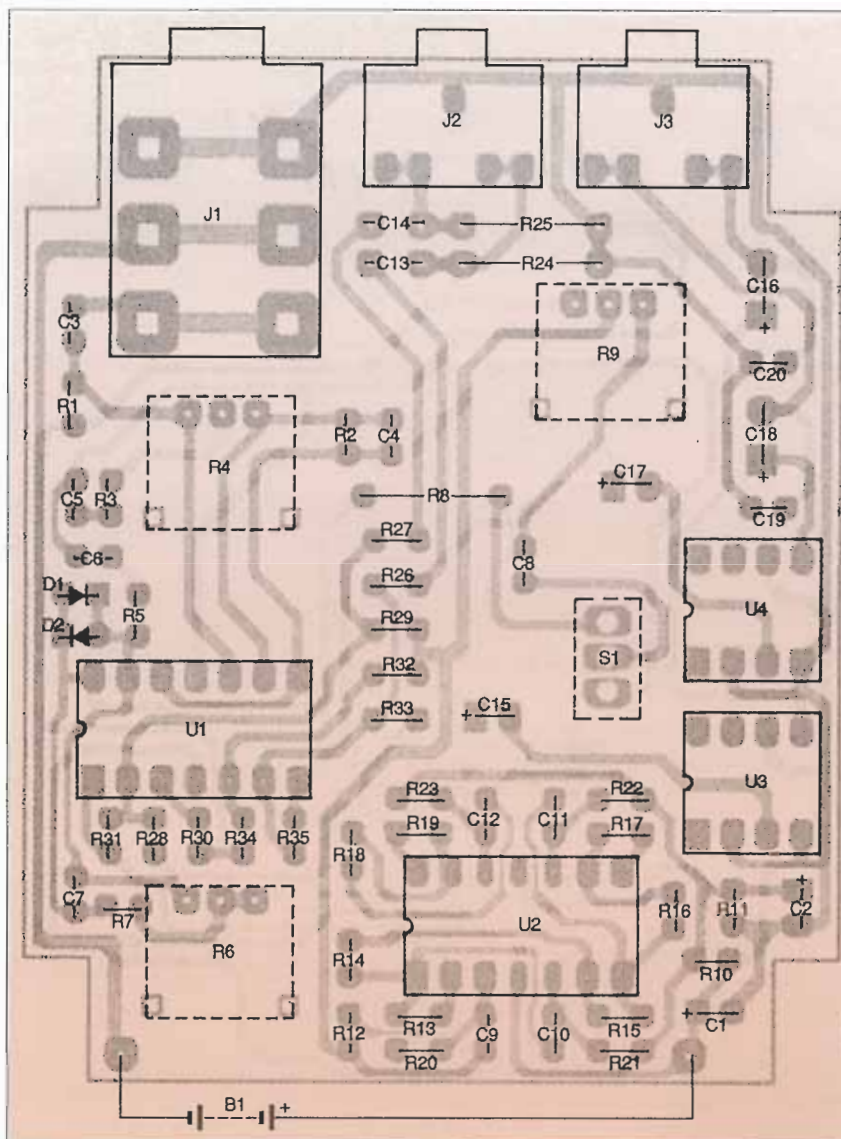 J2
J3
J1
C14
R25
C13
R24
C16
+
C3
R9
C20
R1
R4
R2
C4
C18
+
C17
+
R8
C5
R3
C19
R27
C6
C8
D1
R26
R5
U4
D2
R29
S1
R32
R33
+
C15
U1
U3
R23
R22
R31
R28
R30
R34
R35
R18
R19
C12
C11
R17
C7
R7
R6
U2
R16
R11
+
C2
R14
R10
+
C1
R12
R13
C9
C10
R15
R20
R21
B1
+